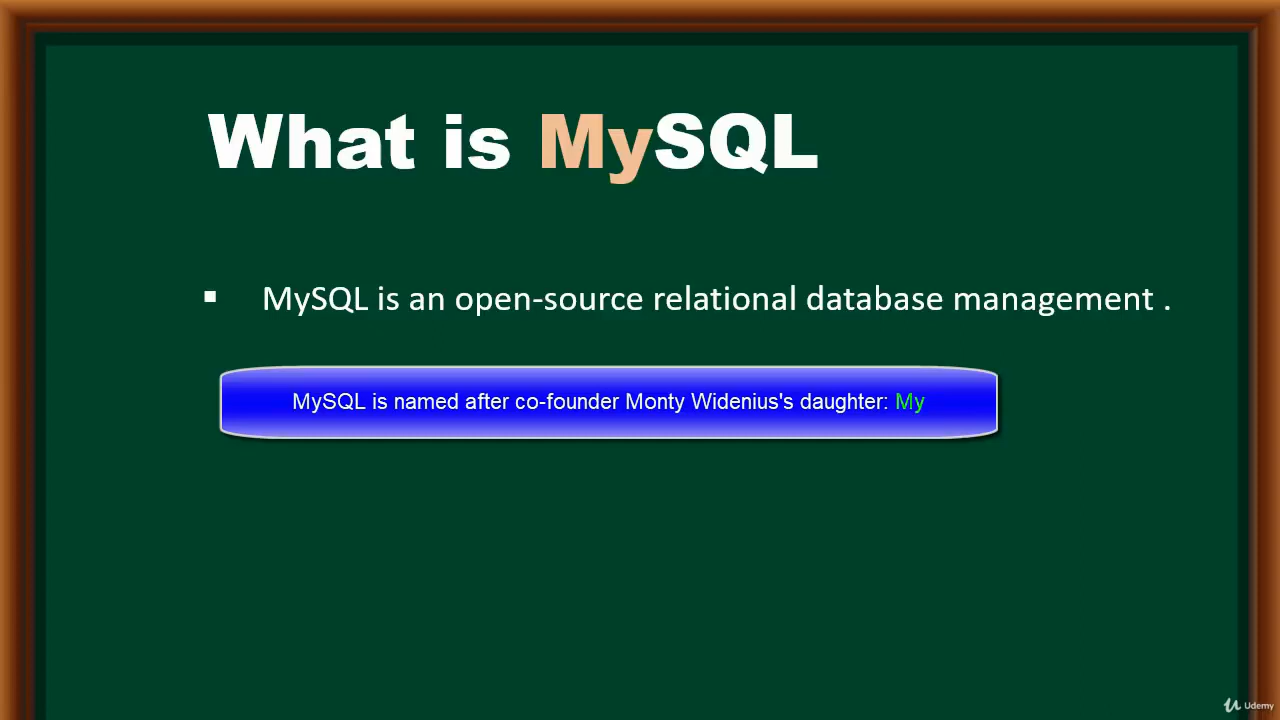 What is MySQL
▪ MySQL is an open-source relational database management .
MySQL is named after co-founder Monty Widenius's daughter: My
Udemy